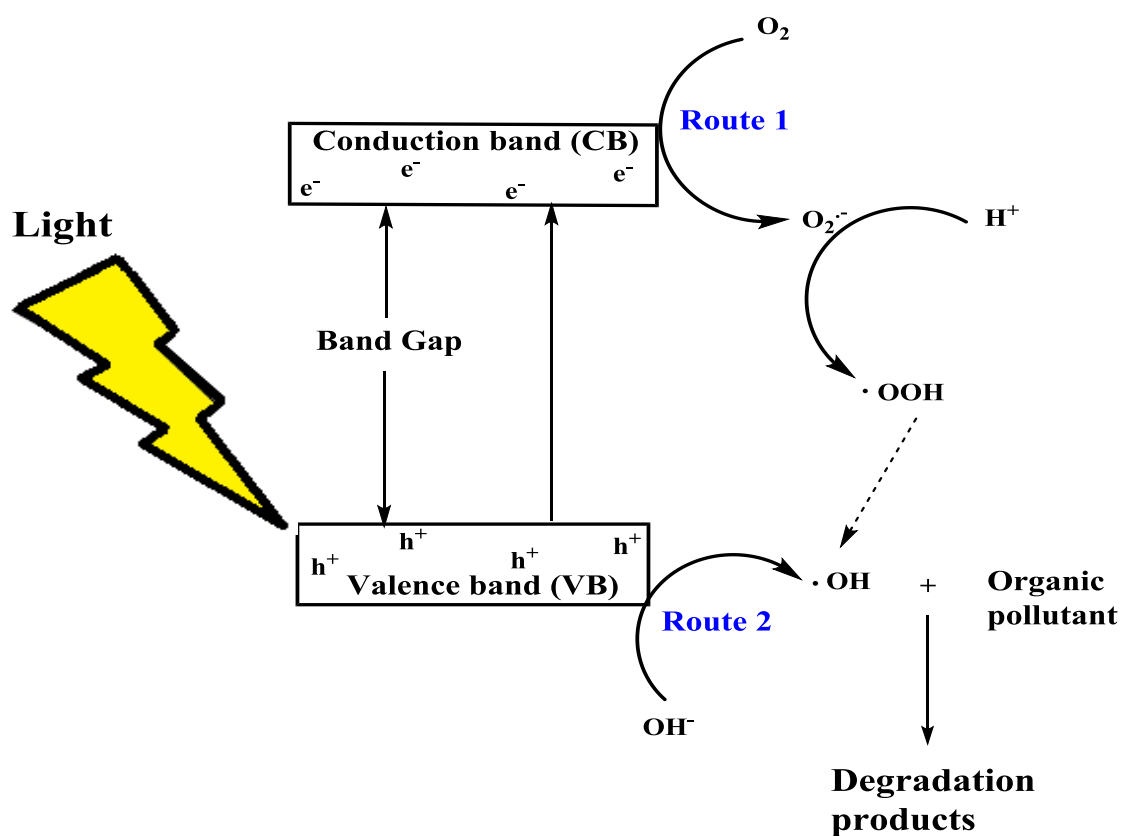 O₂
Route 1
Conduction band (CB)
e⁻ e⁻ e⁻ e⁻
Light
O₂·⁻
H⁺
Band Gap
· OOH
h⁺ h⁺ h⁺ h⁺
Valence band (VB)
· OH + Organic
pollutant
Route 2
OH⁻
Degradation
products